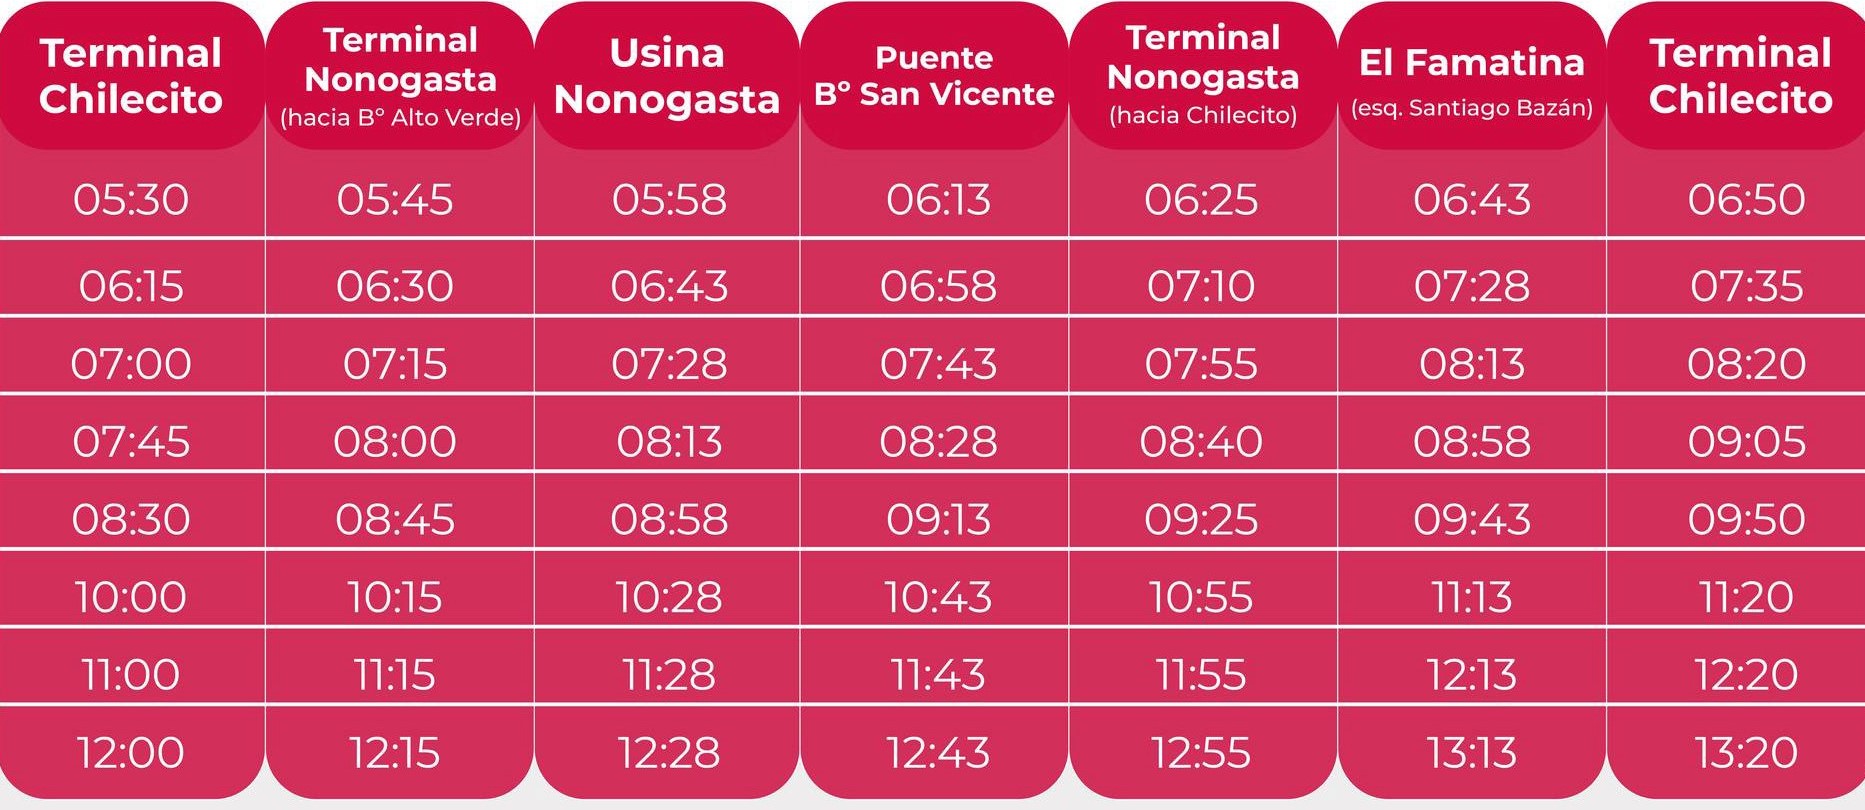 Terminal
Chilecito
Terminal
Nonogasta
(hacia Bº Alto Verde)
Usina
Nonogasta
Puente
Bº San Vicente
Terminal
Nonogasta
(hacia Chilecito)
El Famatina
(esq. Santiago Bazán)
Terminal
Chilecito
05:30 05:45 05:58 06:13 06:25 06:43 06:50
06:15 06:30 06:43 06:58 07:10 07:28 07:35
07:00 07:15 07:28 07:43 07:55 08:13 08:20
07:45 08:00 08:13 08:28 08:40 08:58 09:05
08:30 08:45 08:58 09:13 09:25 09:43 09:50
10:00 10:15 10:28 10:43 10:55 11:13 11:20
11:00 11:15 11:28 11:43 11:55 12:13 12:20
12:00 12:15 12:28 12:43 12:55 13:13 13:20